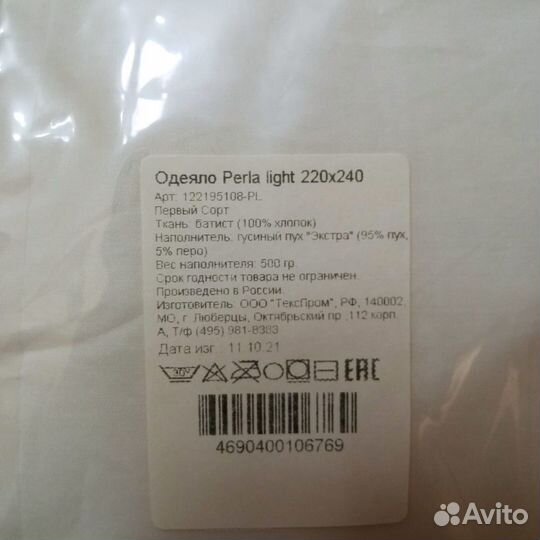 Одеяло Perla light 220x240
Арт: 122195108-PL
Первый Сорт
Ткань: батист (100% хлопок)
Наполнитель: гусиный пух "Экстра" (95% пух,
5% перо)
Вес наполнителя: 500 гр.
Срок годности товара не ограничен.
Произведено в России.
Изготовитель: ООО "ТексПром", РФ, 140002,
МО, г Люберцы, Октябрьский пр.,112 корп.
А, Т/ф (495) 981-8383
Дата изг.: 11.10.21
30° EAC
4690400106769
Avito